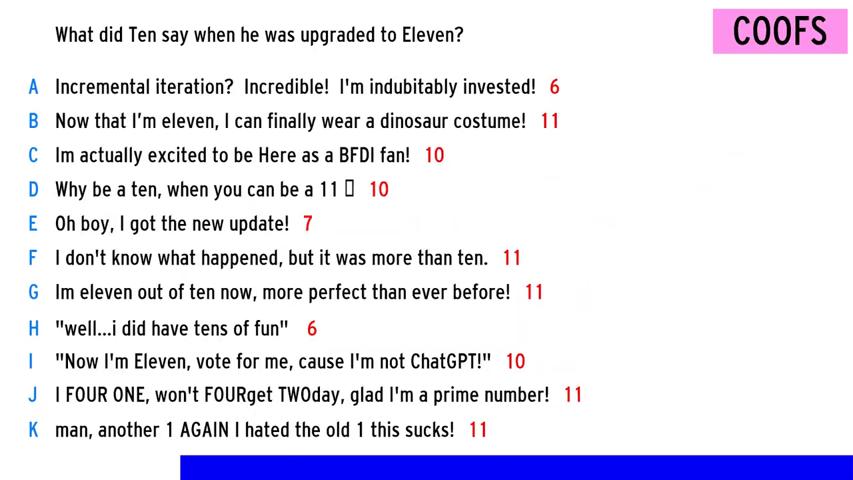 What did Ten say when he was upgraded to Eleven?
COOFS
A Incremental iteration? Incredible! I'm indubitably invested! 6
B Now that I’m eleven, I can finally wear a dinosaur costume! 11
C Im actually excited to be Here as a BFDI fan! 10
D Why be a ten, when you can be a 11 ▯ 10
E Oh boy, I got the new update! 7
F I don't know what happened, but it was more than ten. 11
G Im eleven out of ten now, more perfect than ever before! 11
H "well...i did have tens of fun" 6
I "Now I'm Eleven, vote for me, cause I'm not ChatGPT!" 10
J I FOUR ONE, won't FOURget TWOday, glad I'm a prime number! 11
K man, another 1 AGAIN I hated the old 1 this sucks! 11